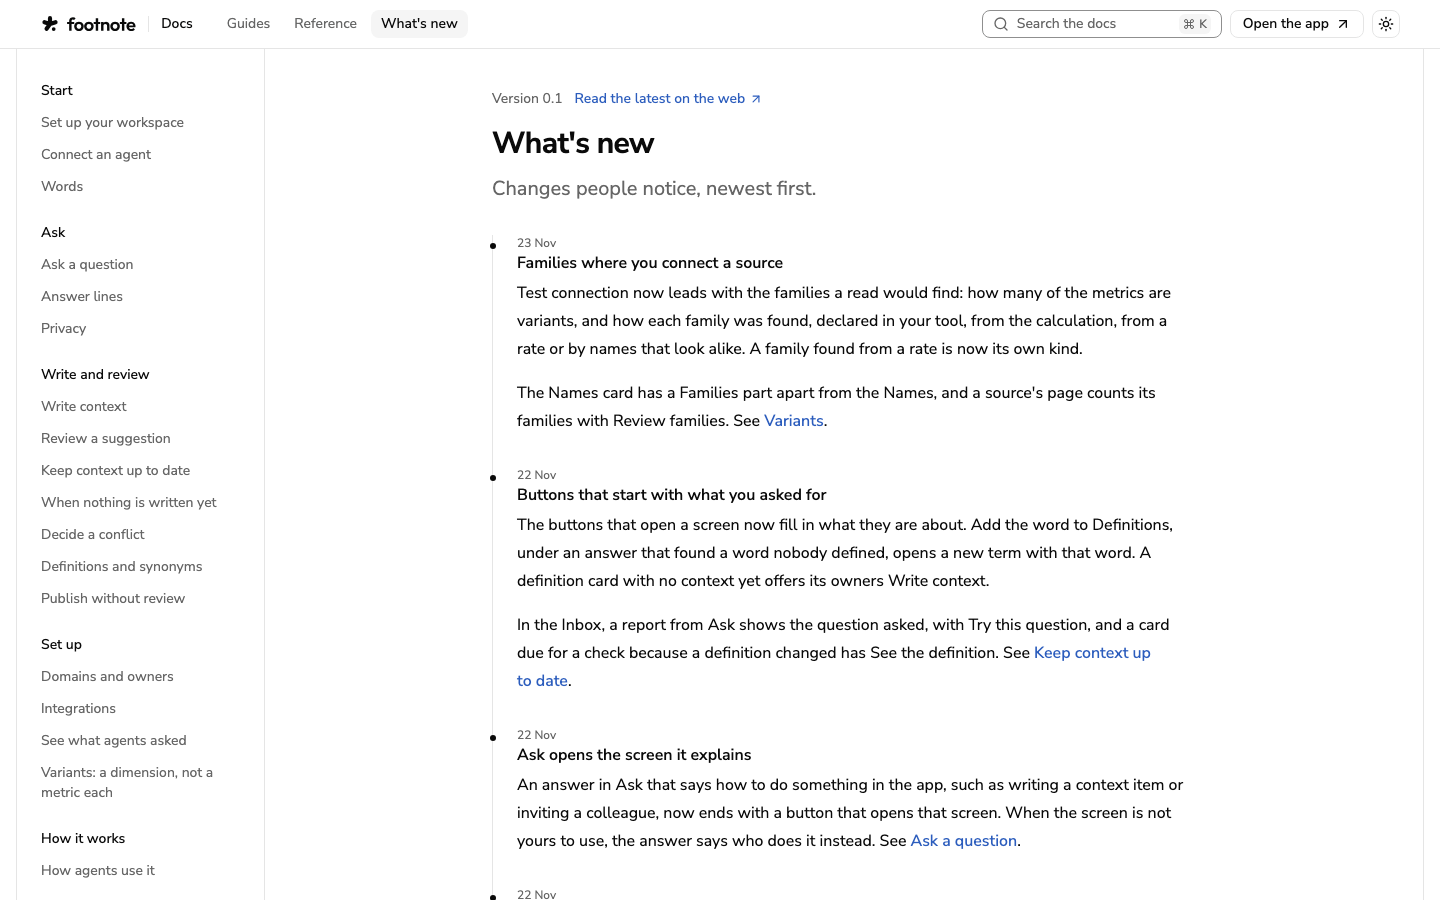 footnote
Docs
Guides
Reference
What's new
Search the docs
⌘ K
Open the app
Start
Set up your workspace
Connect an agent
Words
Ask
Ask a question
Answer lines
Privacy
Write and review
Write context
Review a suggestion
Keep context up to date
When nothing is written yet
Decide a conflict
Definitions and synonyms
Publish without review
Set up
Domains and owners
Integrations
See what agents asked
Variants: a dimension, not a
metric each
How it works
How agents use it
Version 0.1 Read the latest on the web
What's new
Changes people notice, newest first.
23 Nov
Families where you connect a source
Test connection now leads with the families a read would find: how many of the metrics are
variants, and how each family was found, declared in your tool, from the calculation, from a
rate or by names that look alike. A family found from a rate is now its own kind.
The Names card has a Families part apart from the Names, and a source's page counts its
families with Review families. See Variants.
22 Nov
Buttons that start with what you asked for
The buttons that open a screen now fill in what they are about. Add the word to Definitions,
under an answer that found a word nobody defined, opens a new term with that word. A
definition card with no context yet offers its owners Write context.
In the Inbox, a report from Ask shows the question asked, with Try this question, and a card
due for a check because a definition changed has See the definition. See Keep context up
to date.
22 Nov
Ask opens the screen it explains
An answer in Ask that says how to do something in the app, such as writing a context item or
inviting a colleague, now ends with a button that opens that screen. When the screen is not
yours to use, the answer says who does it instead. See Ask a question.
22 Nov